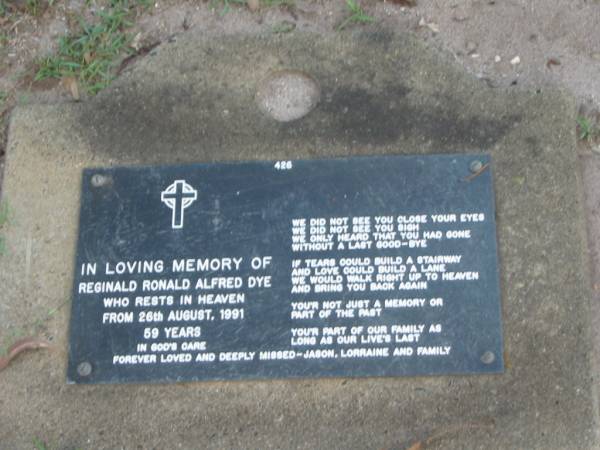 426
IN LOVING MEMORY OF
REGINALD RONALD ALFRED DYE
WHO RESTS IN HEAVEN
FROM 26th AUGUST, 1991
59 YEARS
IN GOD'S CARE
WE DID NOT SEE YOU CLOSE YOUR EYES
WE DID NOT SEE YOU SIGH
WE ONLY HEARD THAT YOU HAD GONE
WITHOUT A LAST GOOD-BYE
IF TEARS COULD BUILD A STAIRWAY
AND LOVE COULD BUILD A LANE
WE WOULD WALK RIGHT UP TO HEAVEN
AND BRING YOU BACK AGAIN
YOU'R NOT JUST A MEMORY OR
PART OF THE PAST
YOU'R PART OF OUR FAMILY AS
LONG AS OUR LIVE'S LAST
FOREVER LOVED AND DEEPLY MISSED-JASON, LORRAINE AND FAMILY